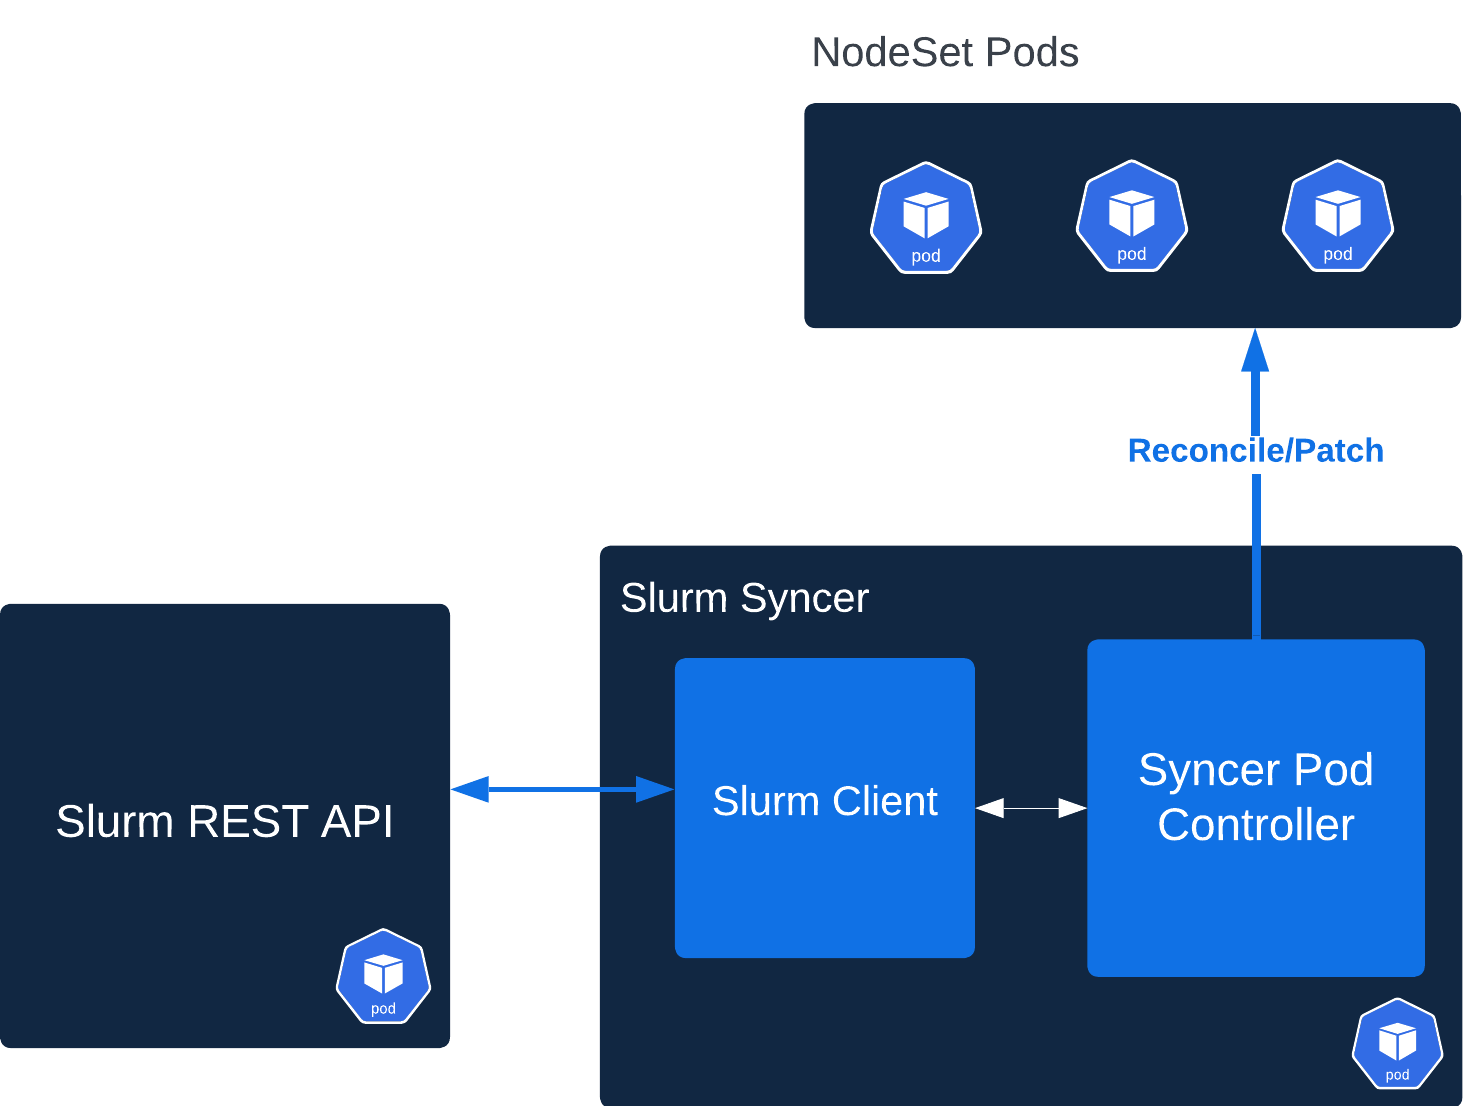 NodeSet Pods
pod
pod
pod
Reconcile/Patch
Slurm Syncer
Slurm REST API
pod
Slurm Client
Syncer Pod
Controller
pod